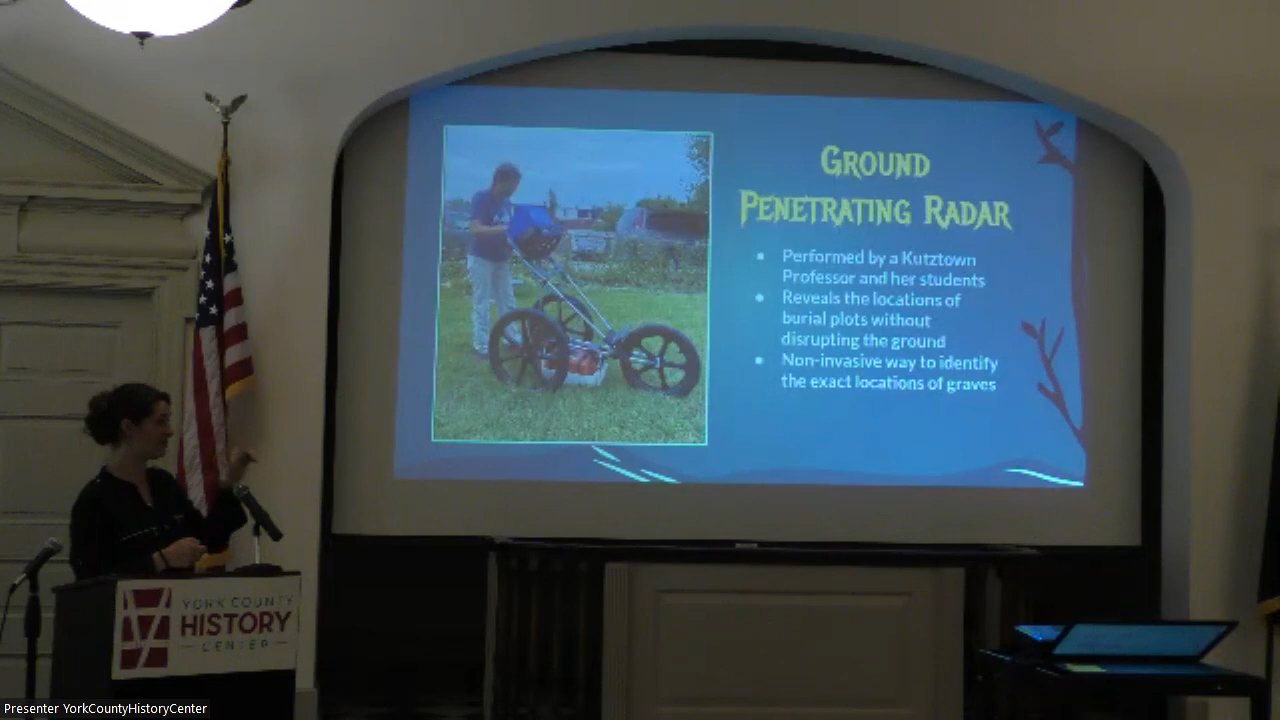 GROUND
PENETRATING RADAR
• Performed by a Kutztown
Professor and her students
• Reveals the locations of
burial plots without
disrupting the ground
• Non-invasive way to identify
the exact locations of graves
YORK COUNTY
HISTORY
CENTER
Presenter YorkCountyHistoryCenter